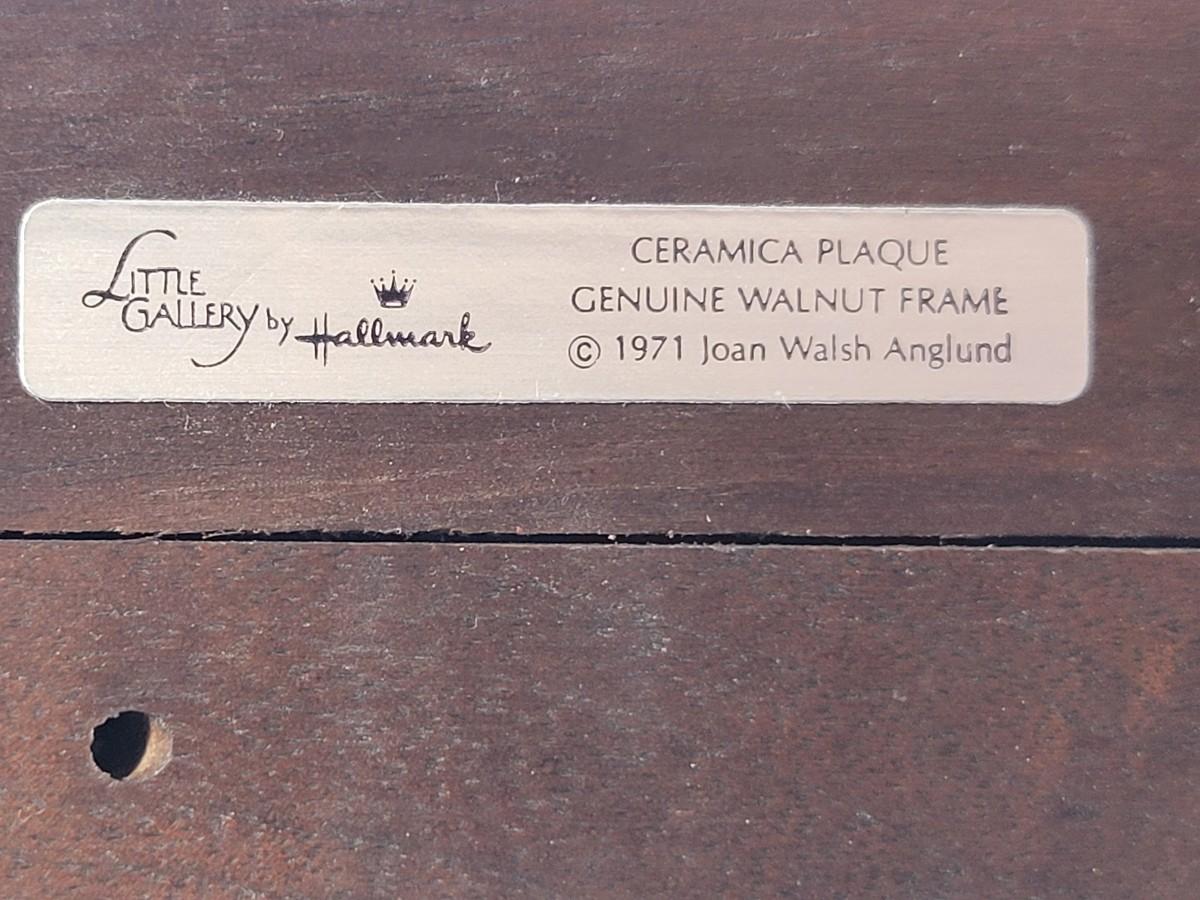 LITTLE
GALLERY by Hallmark
CERAMICA PLAQUE
GENUINE WALNUT FRAME
© 1971 Joan Walsh Anglund